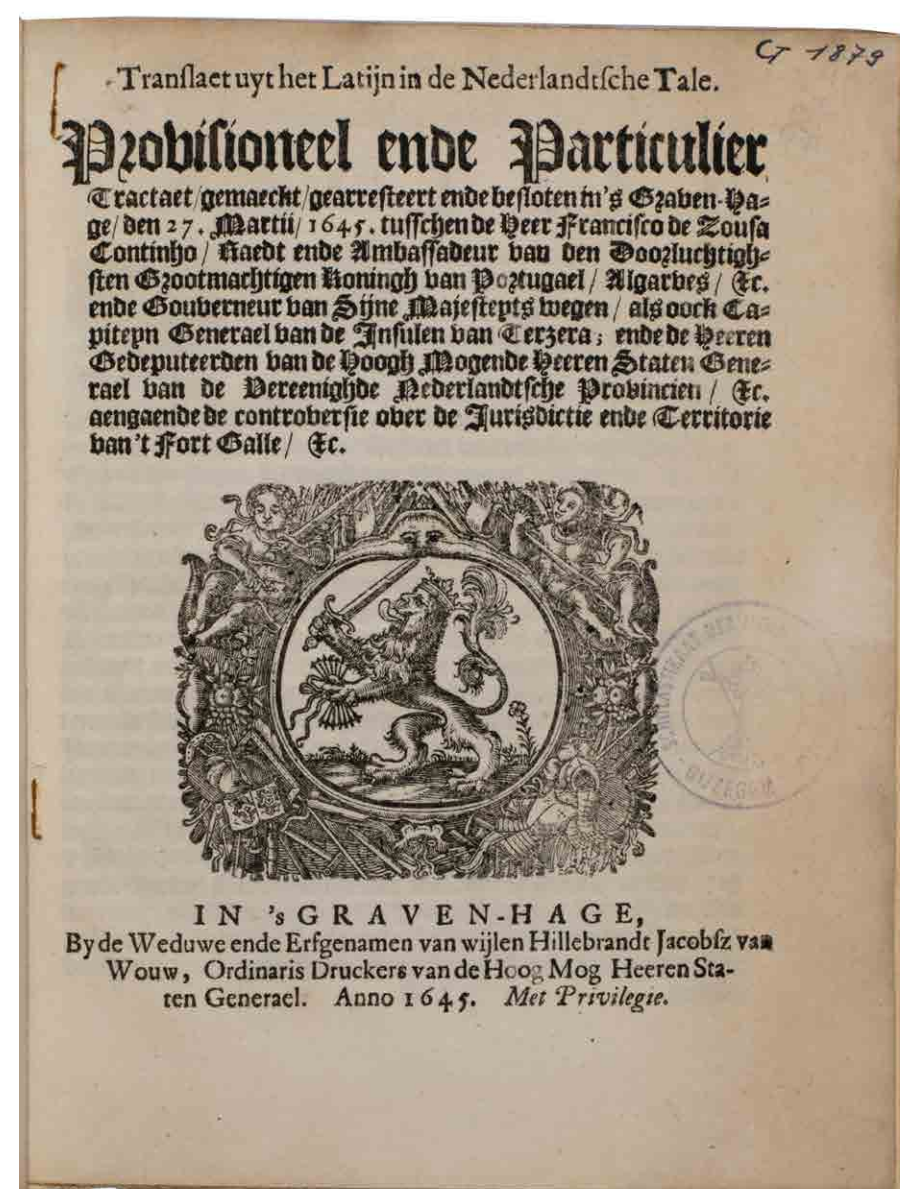 CT 1879
Translaet uyt het Latijn in de Nederlandtsche Tale.
Provisioneel ende Particulier
Tractaet/gemaeckt/gearresteert ende besloten in's Graven-Ha-
ge/ den 27. Martii/ 1645. tusschen de Heer Francisco de Zousa
Continho/ Raedt ende Ambassadeur van den Doorluchtigh-
sten Grootmachtigen Koningh van Portugael/ Algarbes/ &c.
ende Gouverneur van Sijne Majesteyts wegen/ als oock Ca-
piteyn Generael van de Insulen van Terzera; ende de Heeren
Gedeputeerden van de Hoogh Mogende Heeren Staten Gene-
rael van de Vereenighde Nederlandtsche Provincien/ &c.
aengaende de controversie over de Jurisdictie ende Territorie
van't Fort Galle/ &c.
IN 'sGRAVEN-HAGE,
By de Weduwe ende Erfgenamen van wijlen Hillebrandt Jacobsz van
Wouw, Ordinaris Druckers van de Hoog Mog Heeren Sta-
ten Generael. Anno 1645. Met Privilegie.